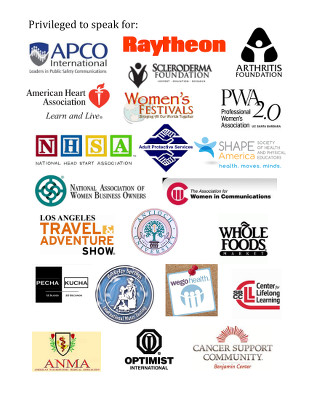 Privileged to speak for:
APCO
International
Leaders in Public Safety Communications
Raytheon
SCLERODERMA
FOUNDATION
ARTHRITIS
FOUNDATION
American Heart
Association
Learn and Live
Women's
FESTIVALS
PWA
2.0
Professional
Women's
Association
NHSA
NATIONAL HEAD START ASSOCIATION
Adult Protective Services
SHAPE
America
SOCIETY
OF HEALTH
AND PHYSICAL
EDUCATORS
health. moves. minds.
NATIONAL ASSOCIATION OF
WOMEN BUSINESS OWNERS
The Association for
Women in Communications
LOS ANGELES
TRAVEL &
ADVENTURE
SHOW.
WHOLE
FOODS
MARKET
PECHA
KUCHA
wegohealth
CLL
Center for
Lifelong
Learning
ANMA
OPTIMIST
INTERNATIONAL
CANCER SUPPORT
COMMUNITY
Benjamin Center